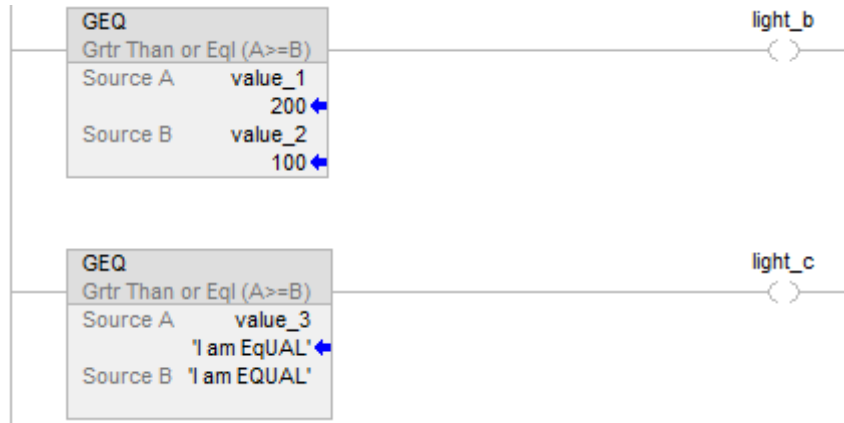 GEQ light_b
Grtr Than or Eql (A>=B)
Source A value_1
200
Source B value_2
100
GEQ light_c
Grtr Than or Eql (A>=B)
Source A value_3
'I am EqUAL'
Source B 'I am EQUAL'